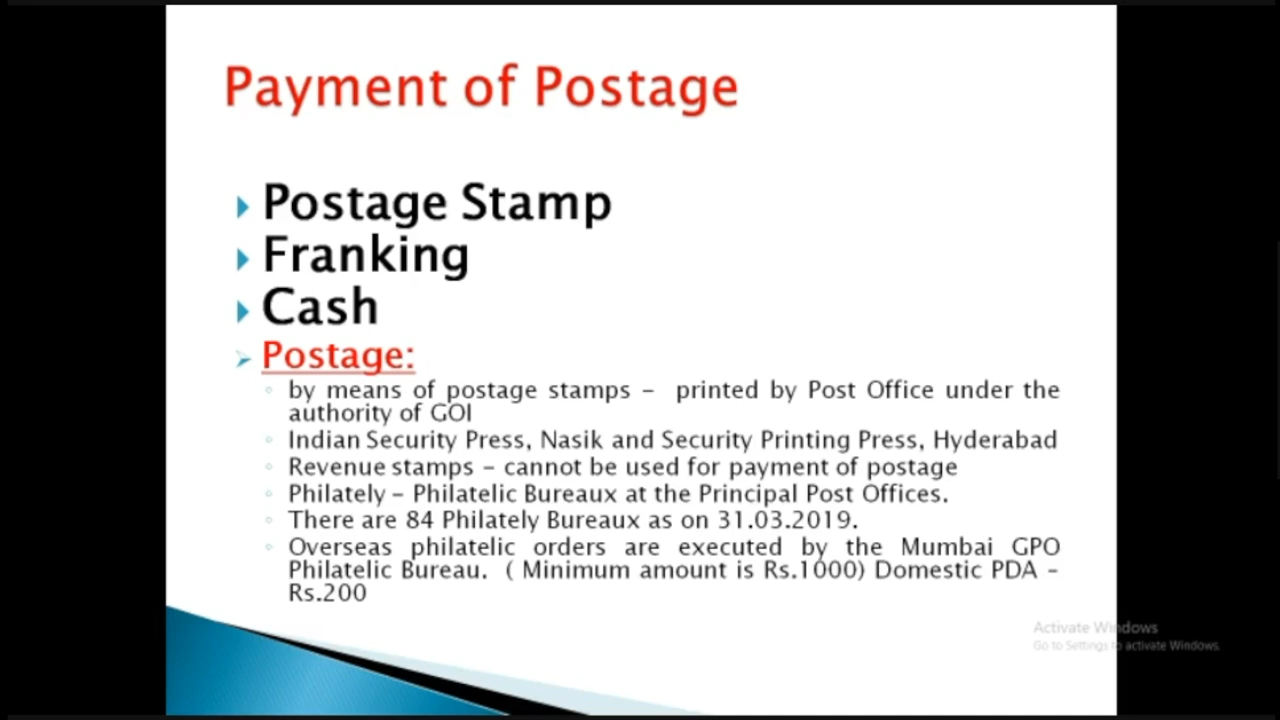 Payment of Postage
Postage Stamp
Franking
Cash
Postage:
by means of postage stamps – printed by Post Office under the
authority of GOI
Indian Security Press, Nasik and Security Printing Press, Hyderabad
Revenue stamps – cannot be used for payment of postage
Philately – Philatelic Bureaux at the Principal Post Offices.
There are 84 Philately Bureaux as on 31.03.2019.
Overseas philatelic orders are executed by the Mumbai GPO
Philatelic Bureau. ( Minimum amount is Rs.1000) Domestic PDA –
Rs.200
Activate Windows
Go to Settings to activate Windows.